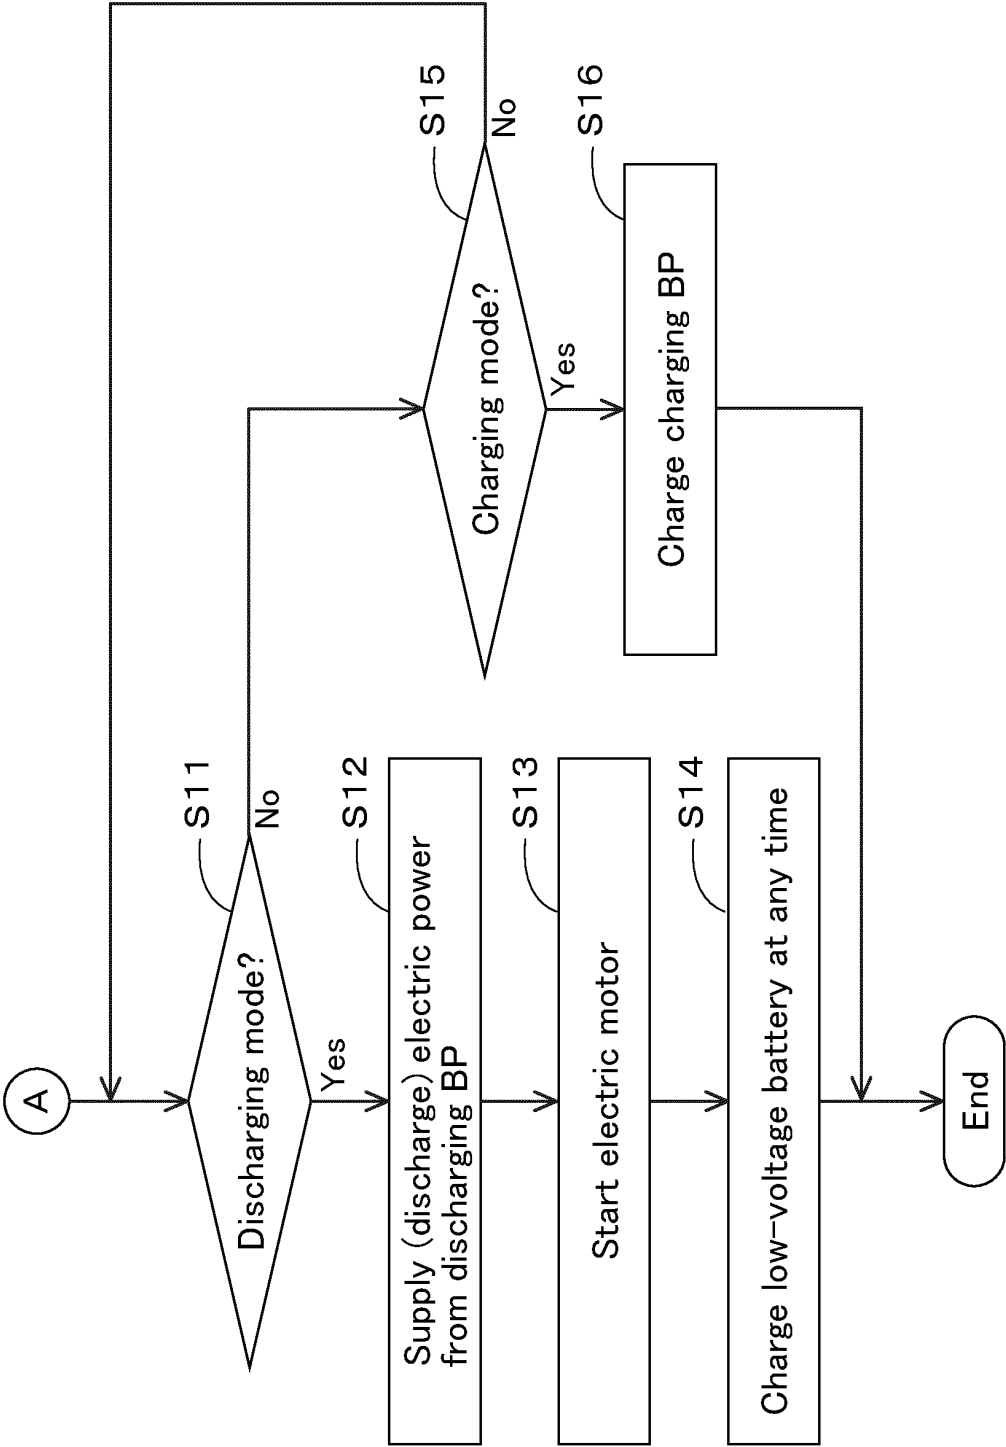 A
S11
Discharging mode?
No
Yes
S12
Supply (discharge) electric power
from discharging BP
S13
Start electric motor
S14
Charge low-voltage battery at any time
S15
Charging mode?
No
Yes
S16
Charge charging BP
End